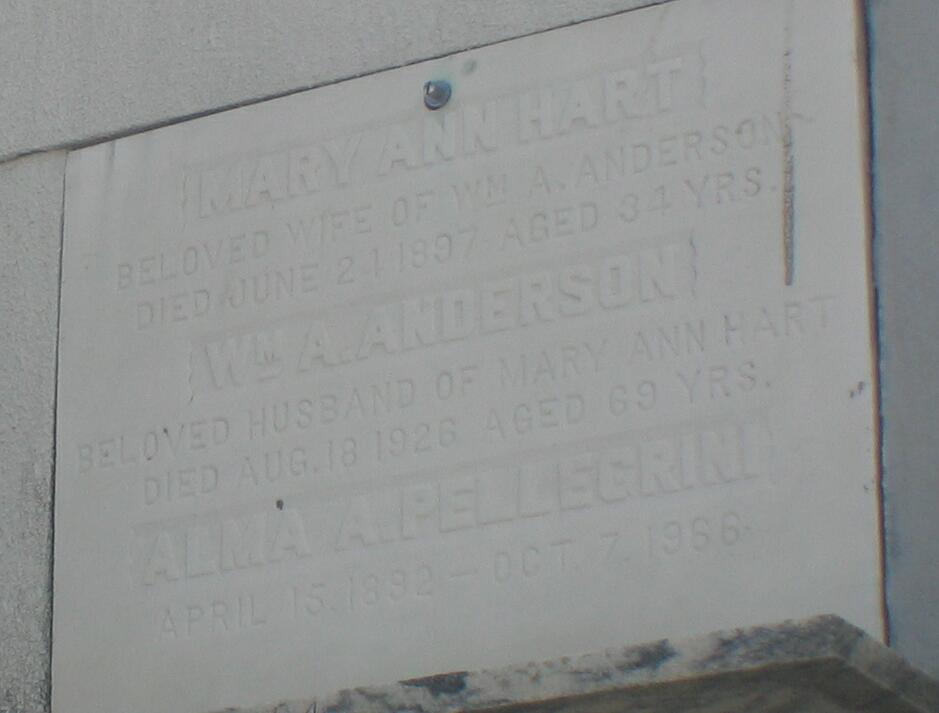 MARY ANN HART
BELOVED WIFE OF WM A. ANDERSON
DIED JUNE 21 1897 AGED 34 YRS.
WM A. ANDERSON
BELOVED HUSBAND OF MARY ANN HART
DIED AUG. 18 1926 AGED 69 YRS.
ALMA A. PELLEGRINI
APRIL 15. 1892 — OCT. 7. 1966